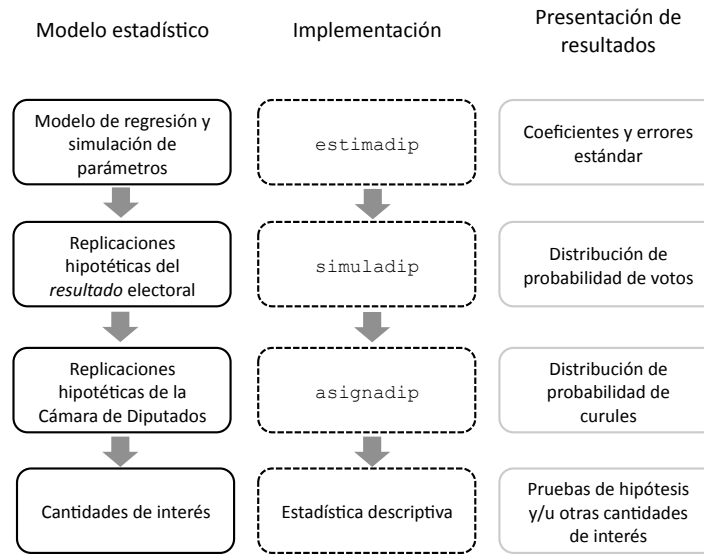 Modelo estadístico
Implementación
Presentación de
resultados
Modelo de regresión y
simulación de
parámetros
estimadip
Coeficientes y errores
estándar
Replicaciones
hipotéticas del
resultado electoral
simuladip
Distribución de
probabilidad de votos
Replicaciones
hipotéticas de la
Cámara de Diputados
asignadip
Distribución de
probabilidad de
curules
Cantidades de interés
Estadística descriptiva
Pruebas de hipótesis
y/u otras cantidades
de interés